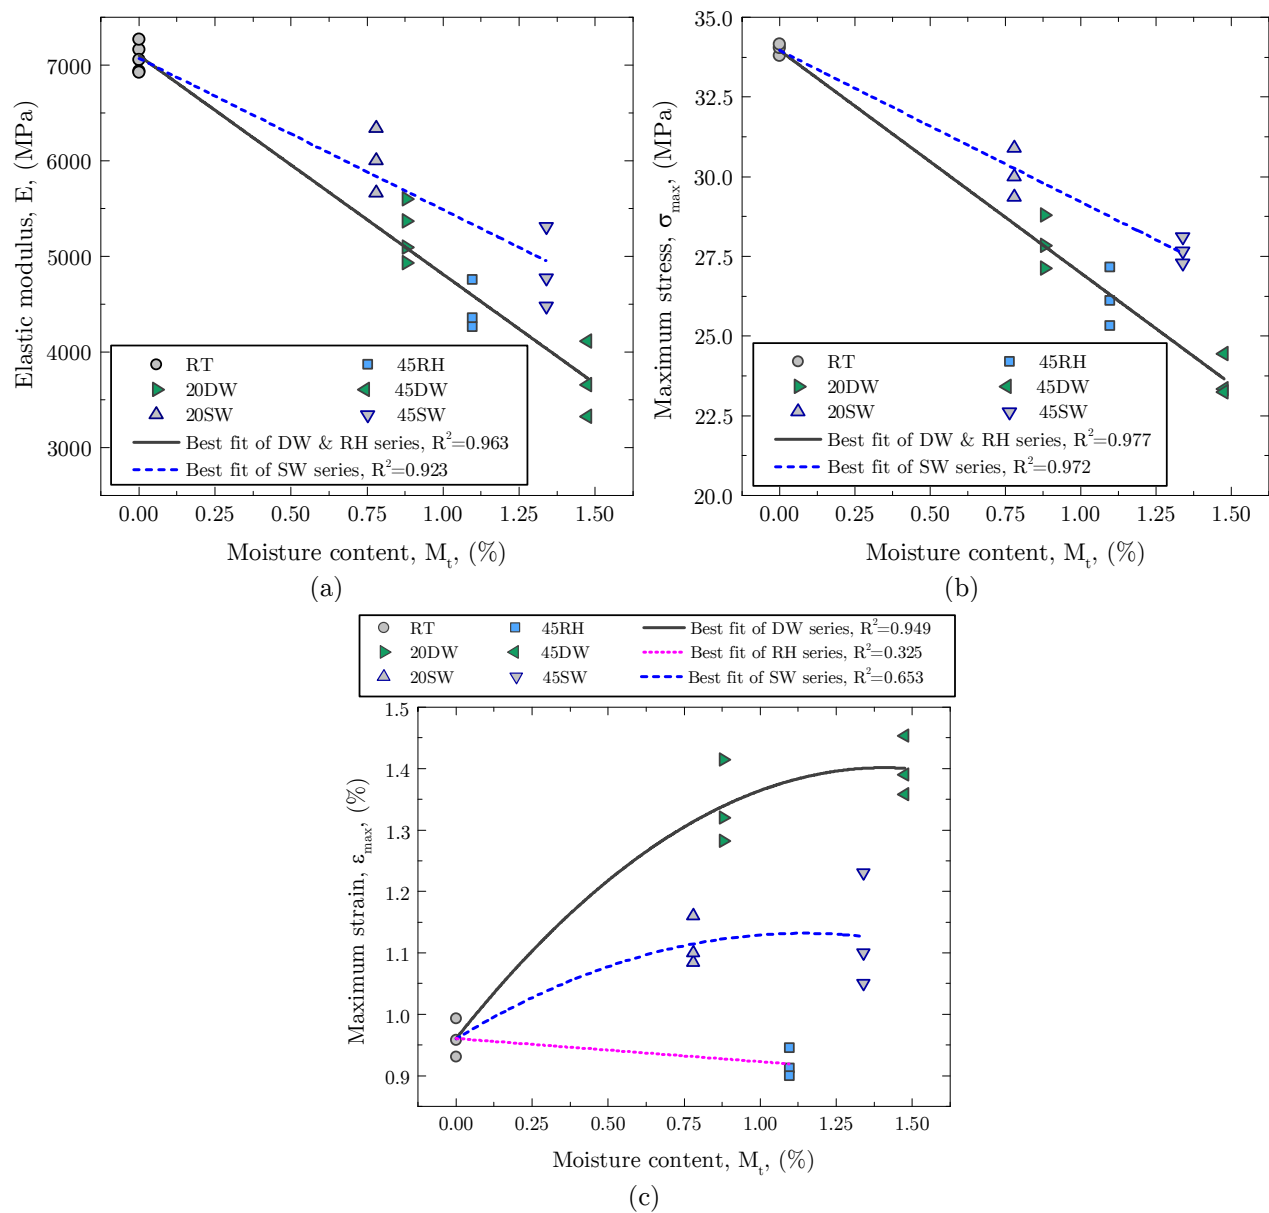 7000
6000
5000
4000
3000
Elastic modulus, E, (MPa)
RT
45RH
20DW
45DW
20SW
45SW
Best fit of DW & RH series, R²=0.963
Best fit of SW series, R²=0.923
0.00 0.25 0.50 0.75 1.00 1.25 1.50
Moisture content, Mₜ, (%)
(a)
35.0
32.5
30.0
27.5
25.0
22.5
20.0
Maximum stress, σmax, (MPa)
RT
45RH
20DW
45DW
20SW
45SW
Best fit of DW & RH series, R²=0.977
Best fit of SW series, R²=0.972
0.00 0.25 0.50 0.75 1.00 1.25 1.50
Moisture content, Mₜ, (%)
(b)
RT 45RH Best fit of DW series, R²=0.949
20DW 45DW Best fit of RH series, R²=0.325
20SW 45SW Best fit of SW series, R²=0.653
1.5
1.4
1.3
1.2
1.1
1.0
0.9
Maximum strain, εmax, (%)
0.00 0.25 0.50 0.75 1.00 1.25 1.50
Moisture content, Mₜ, (%)
(c)